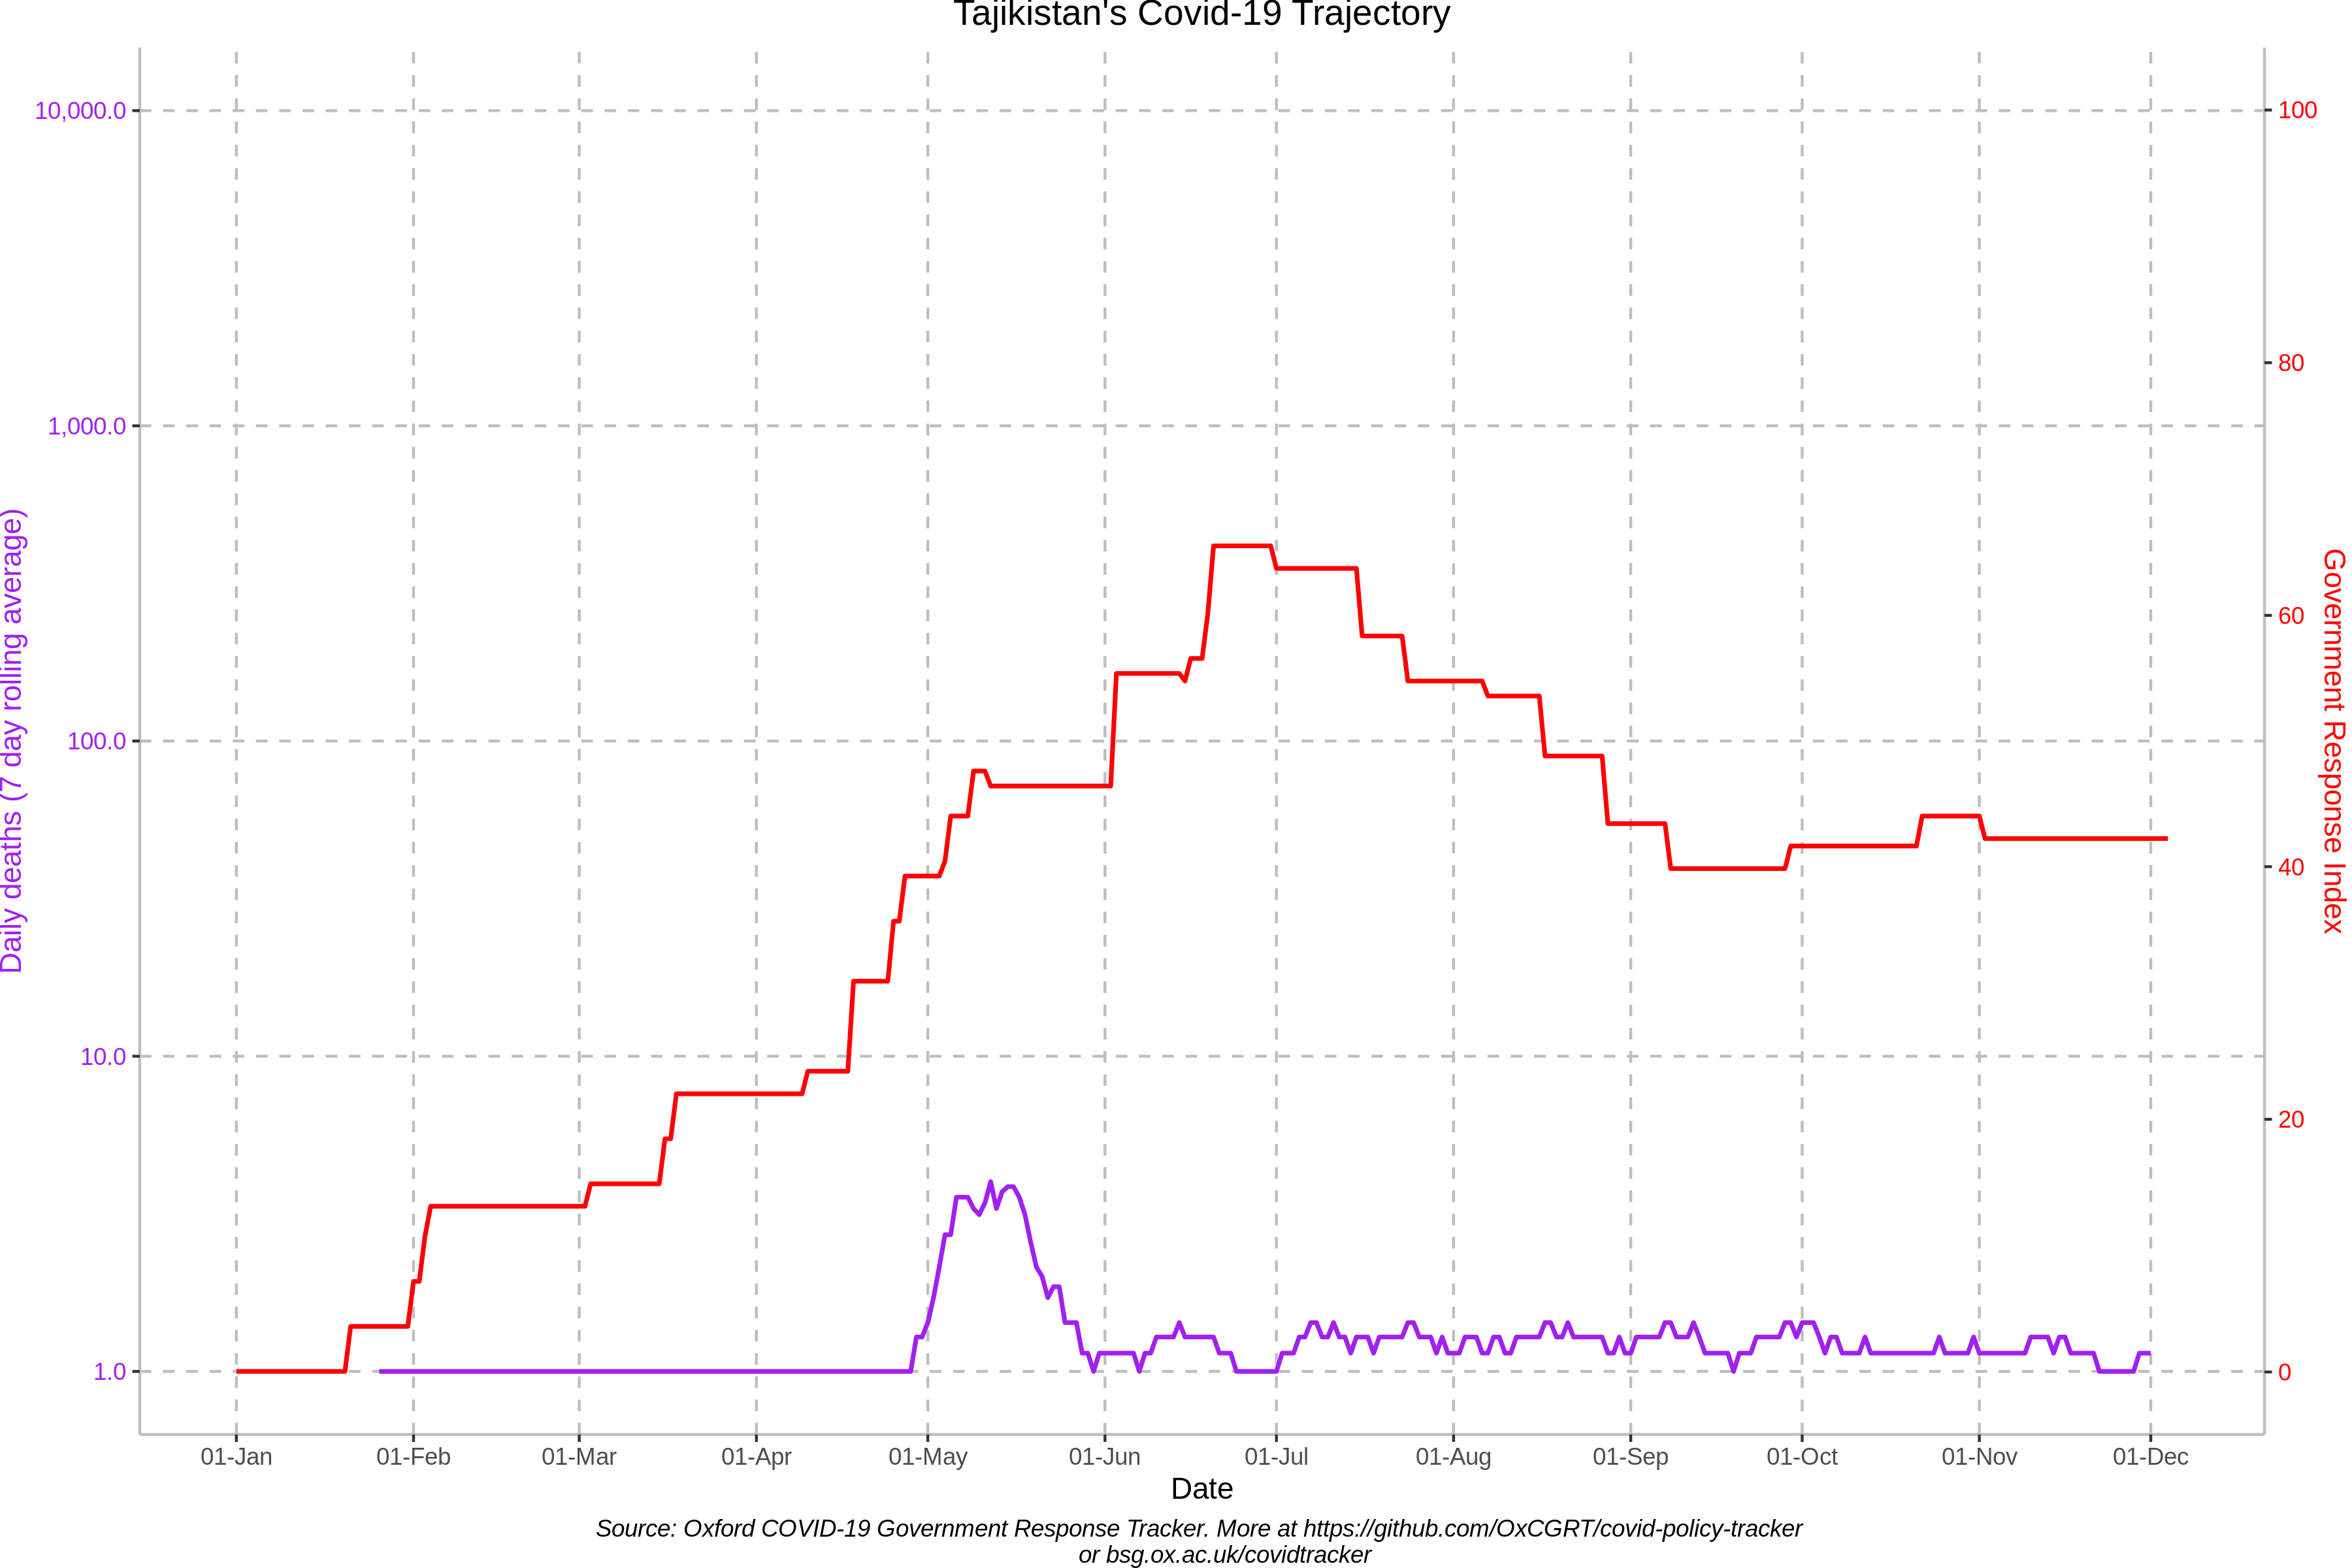 Tajikistan's Covid-19 Trajectory
10,000.0
1,000.0
100.0
10.0
1.0
Daily deaths (7 day rolling average)
100
80
60
40
20
0
Government Response Index
01-Jan 01-Feb 01-Mar 01-Apr 01-May 01-Jun 01-Jul 01-Aug 01-Sep 01-Oct 01-Nov 01-Dec
Date
Source: Oxford COVID-19 Government Response Tracker. More at https://github.com/OxCGRT/covid-policy-tracker
or bsg.ox.ac.uk/covidtracker